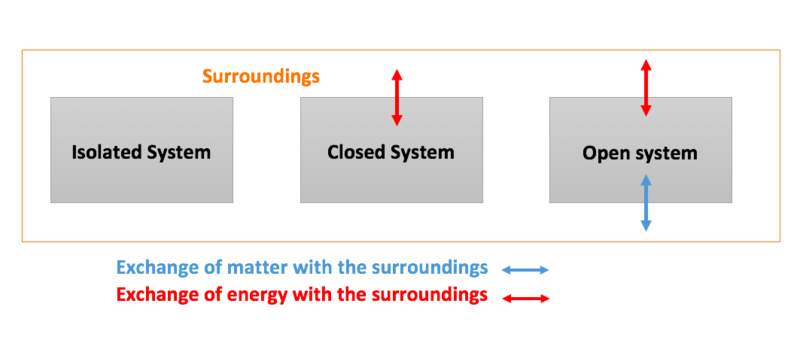 Surroundings
Isolated System
Closed System
Open system
Exchange of matter with the surroundings
Exchange of energy with the surroundings